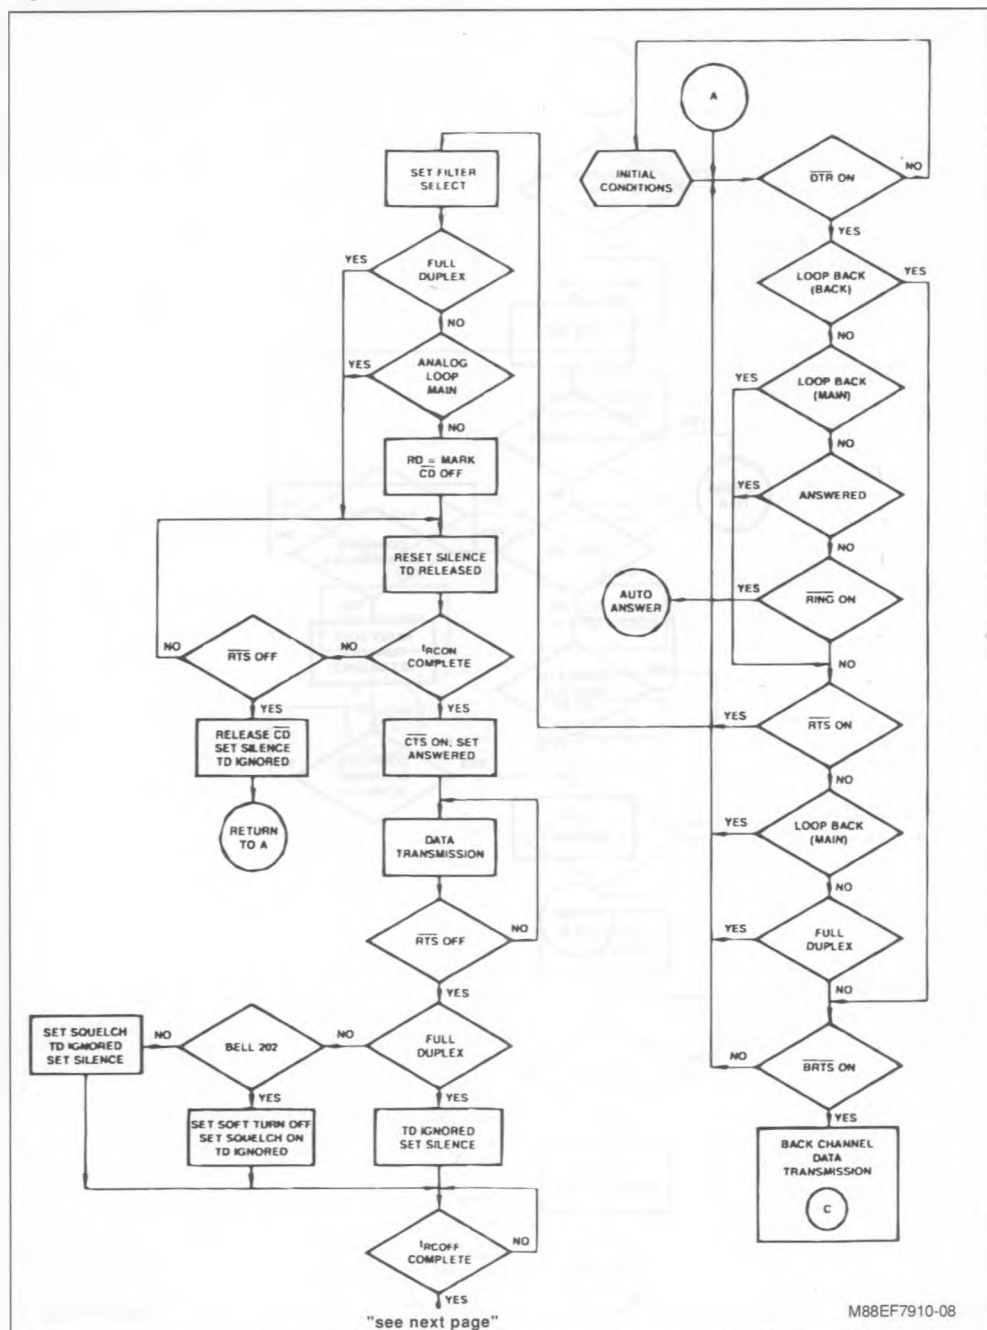 A
INITIAL
CONDITIONS
DTR ON
NO
YES
LOOP BACK
(BACK)
YES
NO
LOOP BACK
(MAIN)
YES
NO
ANSWERED
YES
NO
RING ON
YES
AUTO
ANSWER
NO
RTS ON
YES
NO
LOOP BACK
(MAIN)
YES
NO
FULL
DUPLEX
YES
NO
BRTS ON
NO
YES
BACK CHANNEL
DATA
TRANSMISSION
C
SET FILTER
SELECT
FULL
DUPLEX
YES
NO
ANALOG
LOOP
MAIN
YES
NO
RD = MARK
CD OFF
RESET SILENCE
TD RELEASED
tRCON
COMPLETE
NO
RTS OFF
NO
YES
RELEASE CD
SET SILENCE
TD IGNORED
RETURN
TO A
YES
CTS ON; SET
ANSWERED
DATA
TRANSMISSION
RTS OFF
NO
YES
FULL
DUPLEX
NO
BELL 202
NO
SET SQUELCH
TD IGNORED
SET SILENCE
YES
SET SOFT TURN OFF
SET SQUELCH ON
TD IGNORED
YES
TD IGNORED
SET SILENCE
tRCOFF
COMPLETE
NO
YES
"see next page"
M88EF7910-08